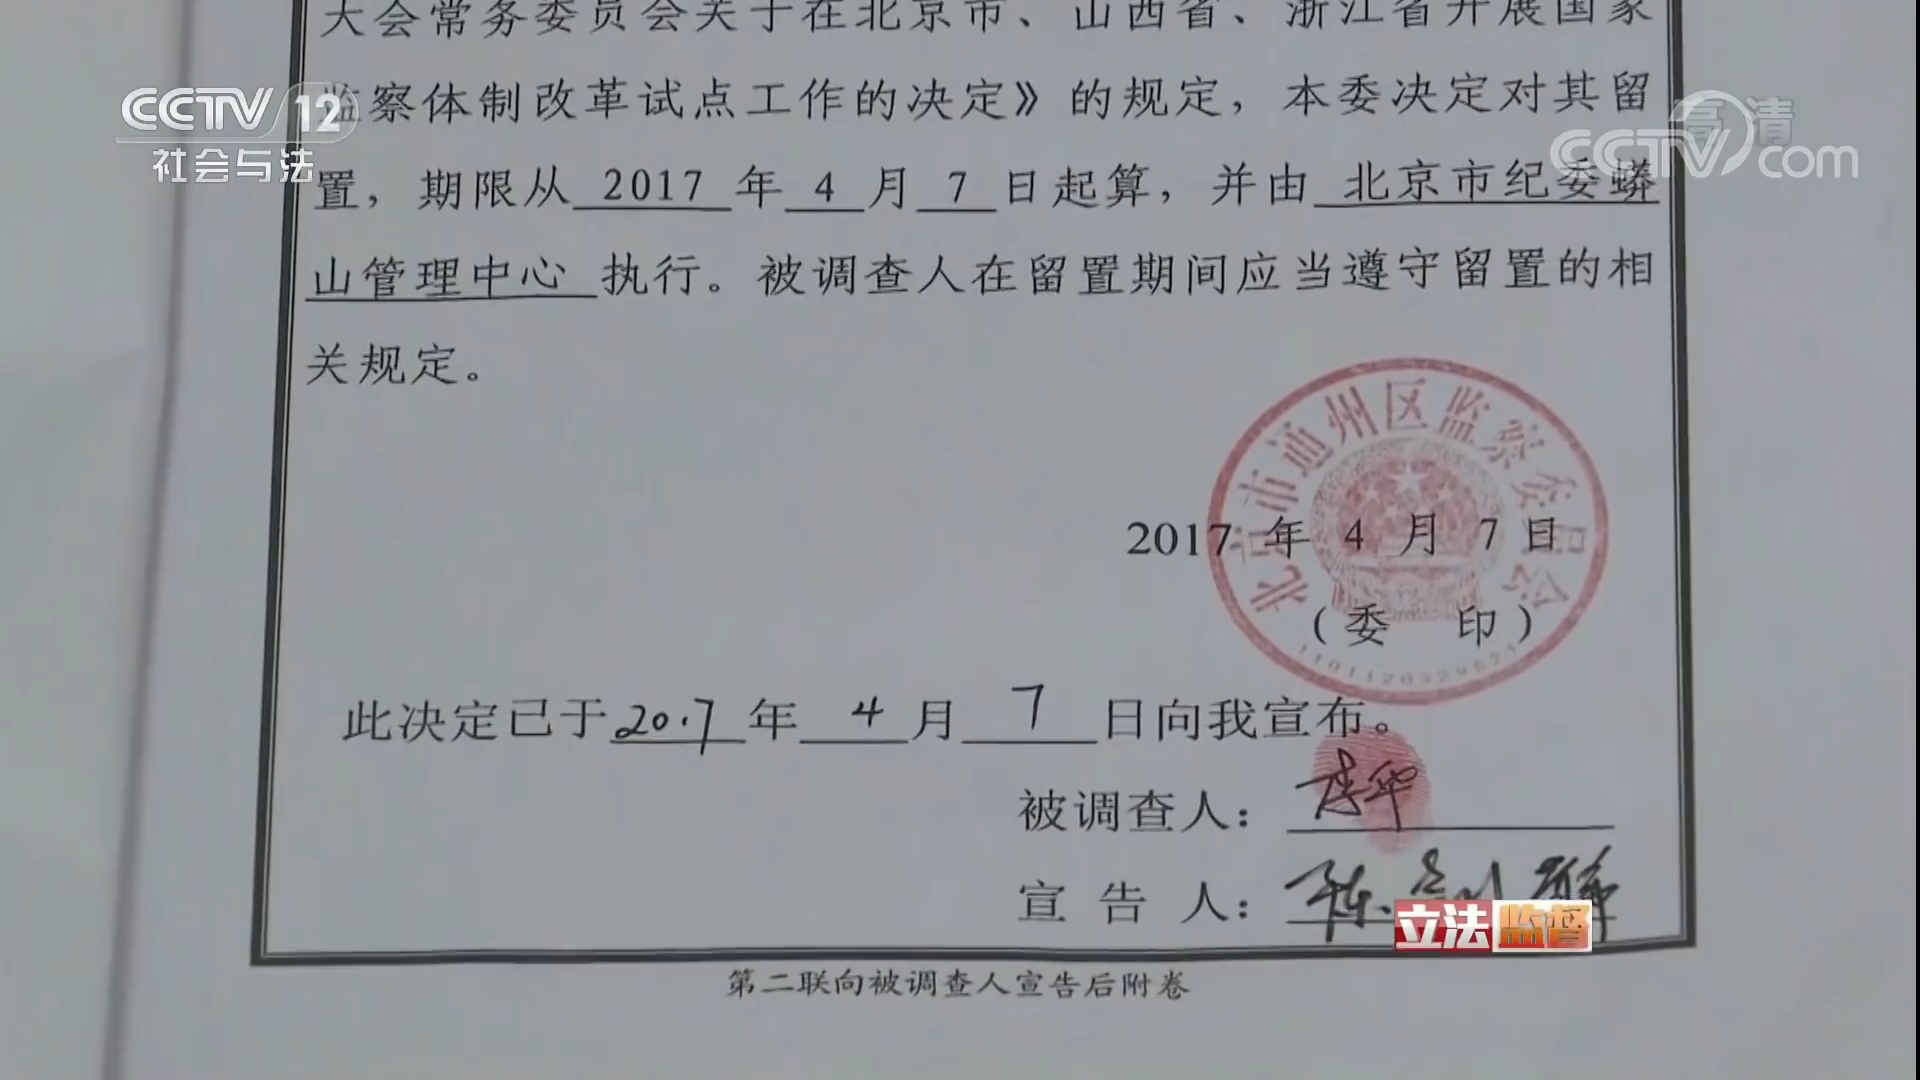 大会常务委员会关于在北京市、山西省、浙江省开展国家
监察体制改革试点工作的决定》的规定，本委决定对其留
置，期限从 2017 年 4 月 7 日起算，并由 北京市纪委蟒
山管理中心 执行。被调查人在留置期间应当遵守留置的相
关规定。
北京市通州区监察委员会
2017 年 4 月 7 日
（委 印）
此决定已于 2017 年 4 月 7 日向我宣布。
被调查人：李华
宣 告 人：陈
第二联向被调查人宣告后附卷
CCTV 12
社会与法
高清
CCTV.com
立法监督